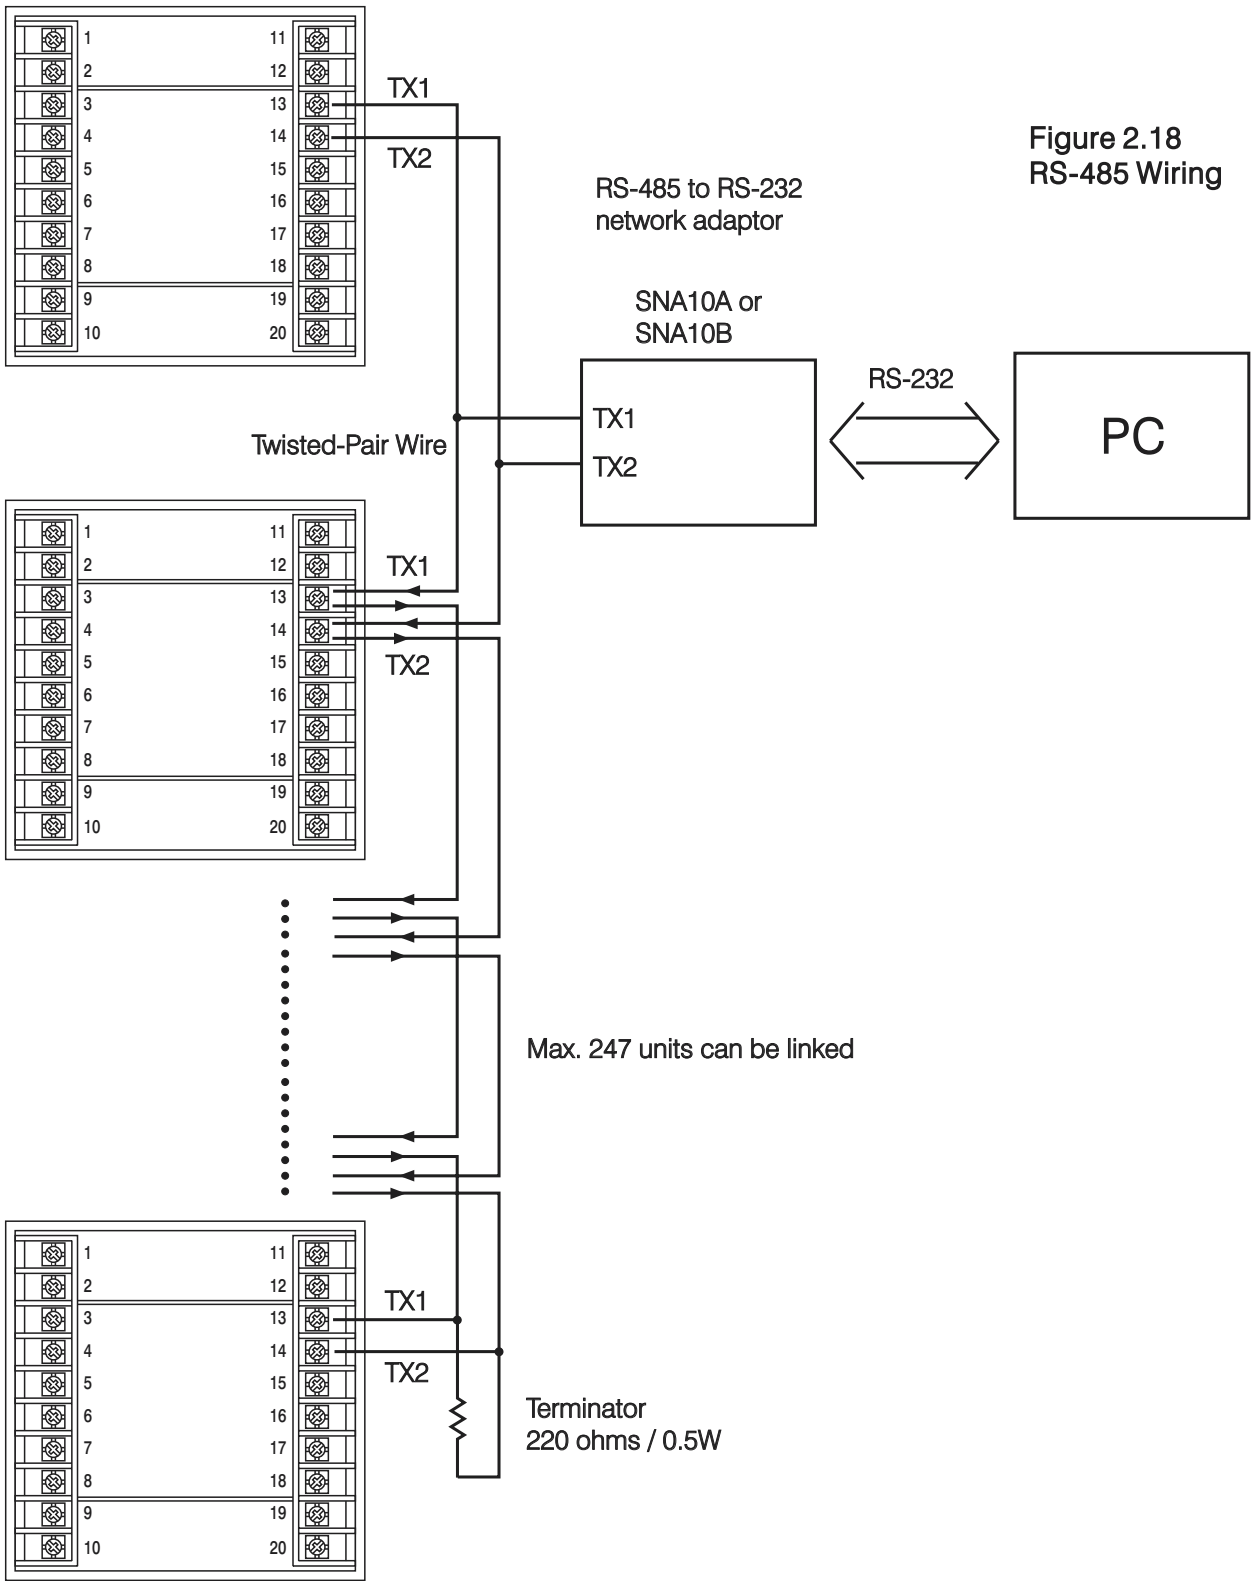 1 11
2 12
TX1
3 13
4 14
TX2
5 15
6 16
7 17
8 18
9 19
10 20
Figure 2.18
RS-485 Wiring
RS-485 to RS-232
network adaptor
SNA10A or
SNA10B
TX1
TX2
RS-232
PC
Twisted-Pair Wire
1 11
2 12
TX1
3 13
4 14
TX2
5 15
6 16
7 17
8 18
9 19
10 20
Max. 247 units can be linked
1 11
2 12
TX1
3 13
4 14
TX2
5 15
6 16
7 17
8 18
9 19
10 20
Terminator
220 ohms / 0.5W